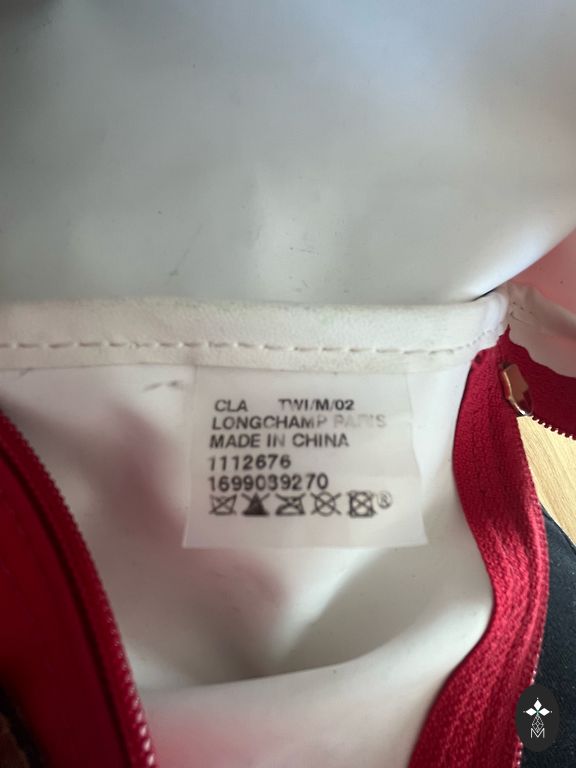 CLA TWI/M/02
LONGCHAMP PARIS
MADE IN CHINA
1112676
1699039270
M